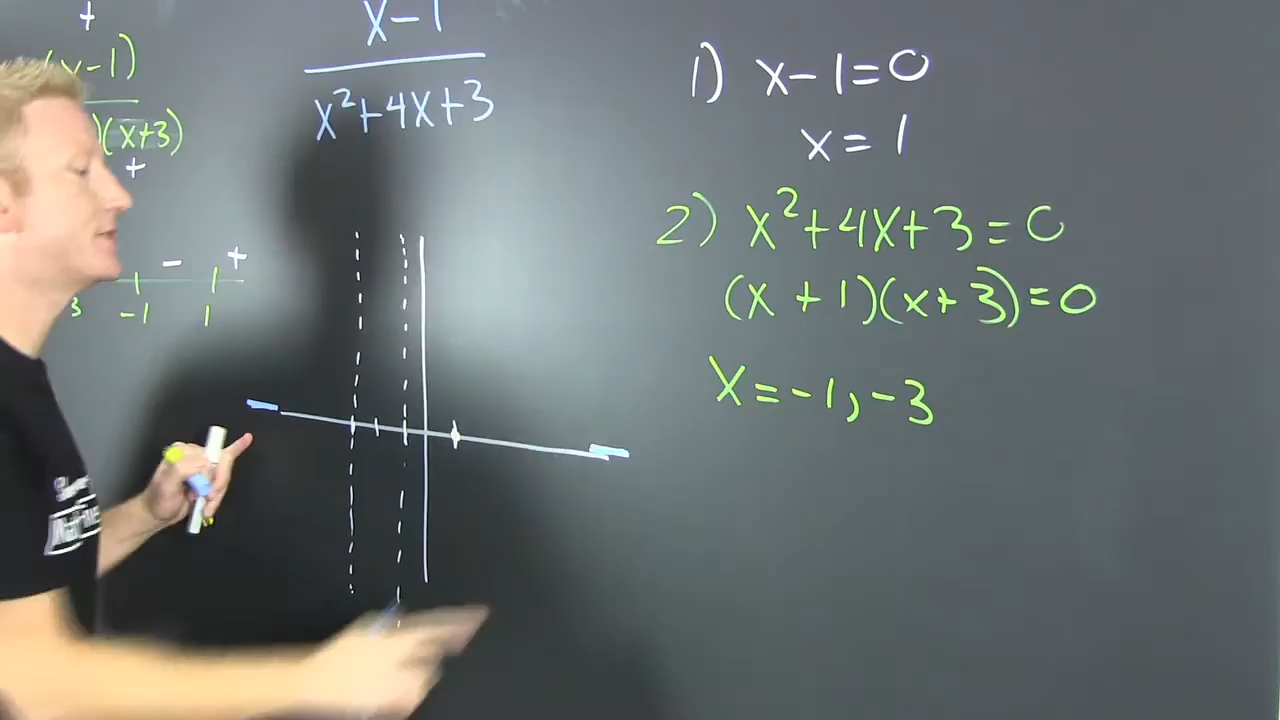 +
(x-1)
)(x+3)
+
- +
3 -1 1
x-1
x²+4x+3
1) x-1=0
x=1
2) x²+4x+3=0
(x+1)(x+3)=0
x=-1,-3